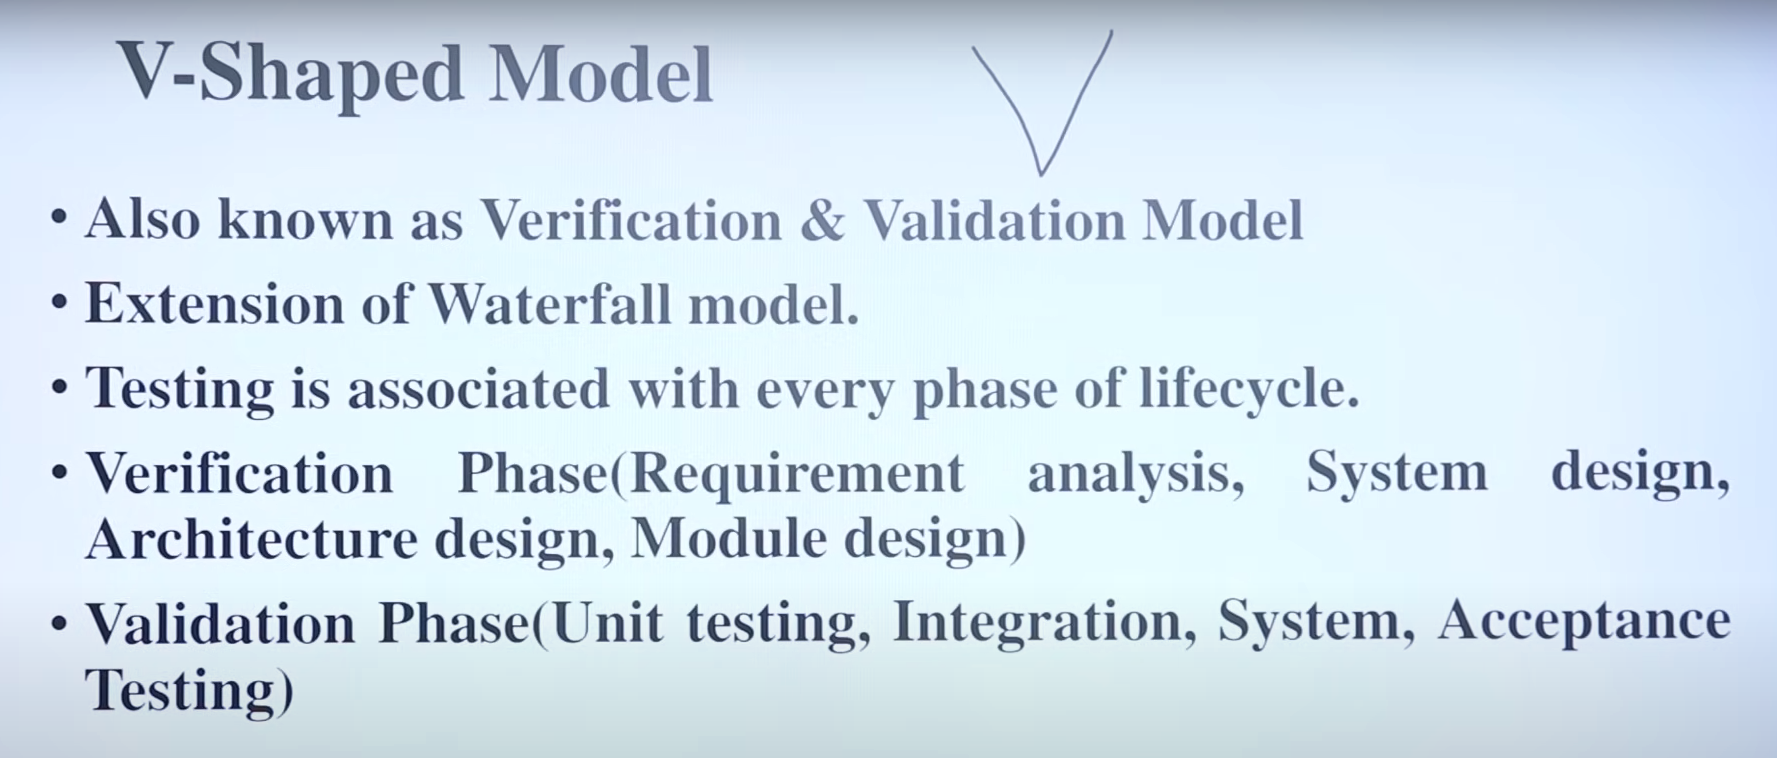 V-Shaped Model
• Also known as Verification & Validation Model
• Extension of Waterfall model.
• Testing is associated with every phase of lifecycle.
• Verification Phase(Requirement analysis, System design,
Architecture design, Module design)
• Validation Phase(Unit testing, Integration, System, Acceptance
Testing)